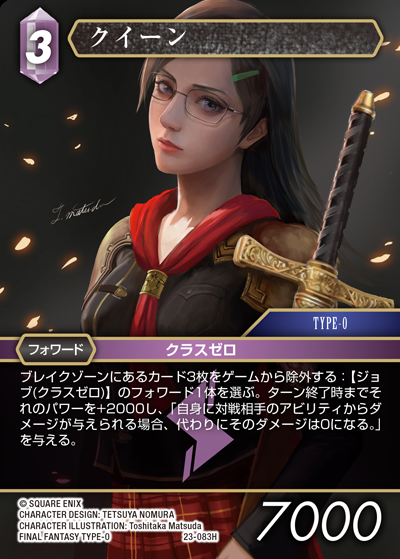 3
クイーン
T. matsuda
TYPE-0
フォワード
クラスゼロ
ブレイクゾーンにあるカード3枚をゲームから除外する：【ジョ
ブ(クラスゼロ)】のフォワード1体を選ぶ。ターン終了時までそ
れのパワーを+2000し、「自身に対戦相手のアビリティからダ
メージが与えられる場合、代わりにそのダメージは0になる。」
を与える。
© SQUARE ENIX
CHARACTER DESIGN: TETSUYA NOMURA
CHARACTER ILLUSTRATION: Toshitaka Matsuda
FINAL FANTASY TYPE-0
23-083H
7000